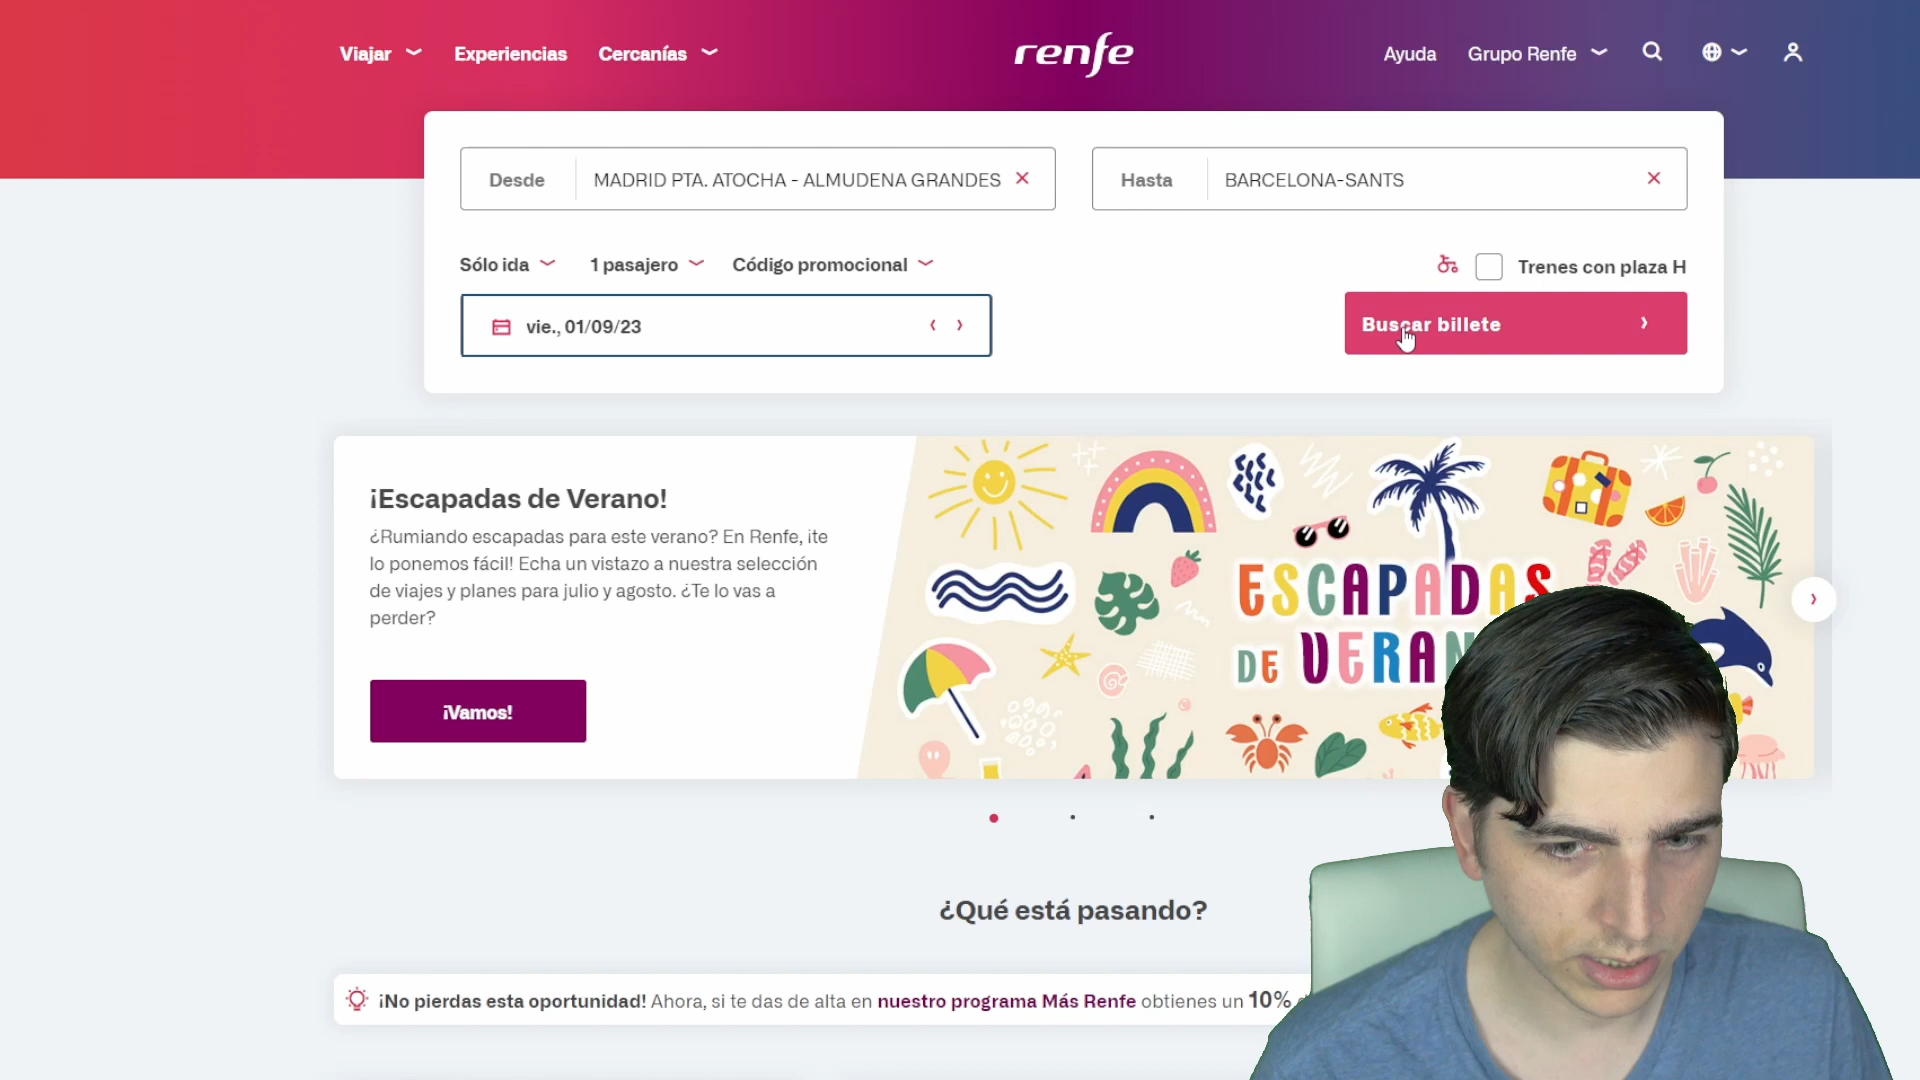 Viajar
Experiencias
Cercanías
renfe
Ayuda
Grupo Renfe
Desde
MADRID PTA. ATOCHA - ALMUDENA GRANDES
Hasta
BARCELONA-SANTS
Sólo ida
1 pasajero
Código promocional
Trenes con plaza H
vie., 01/09/23
Buscar billete
¡Escapadas de Verano!
¿Rumiando escapadas para este verano? En Renfe, ¡te
lo ponemos fácil! Echa un vistazo a nuestra selección
de viajes y planes para julio y agosto. ¿Te lo vas a
perder?
¡Vamos!
ESCAPADAS
DE VERAN
¿Qué está pasando?
¡No pierdas esta oportunidad! Ahora, si te das de alta en nuestro programa Más Renfe obtienes un 10%